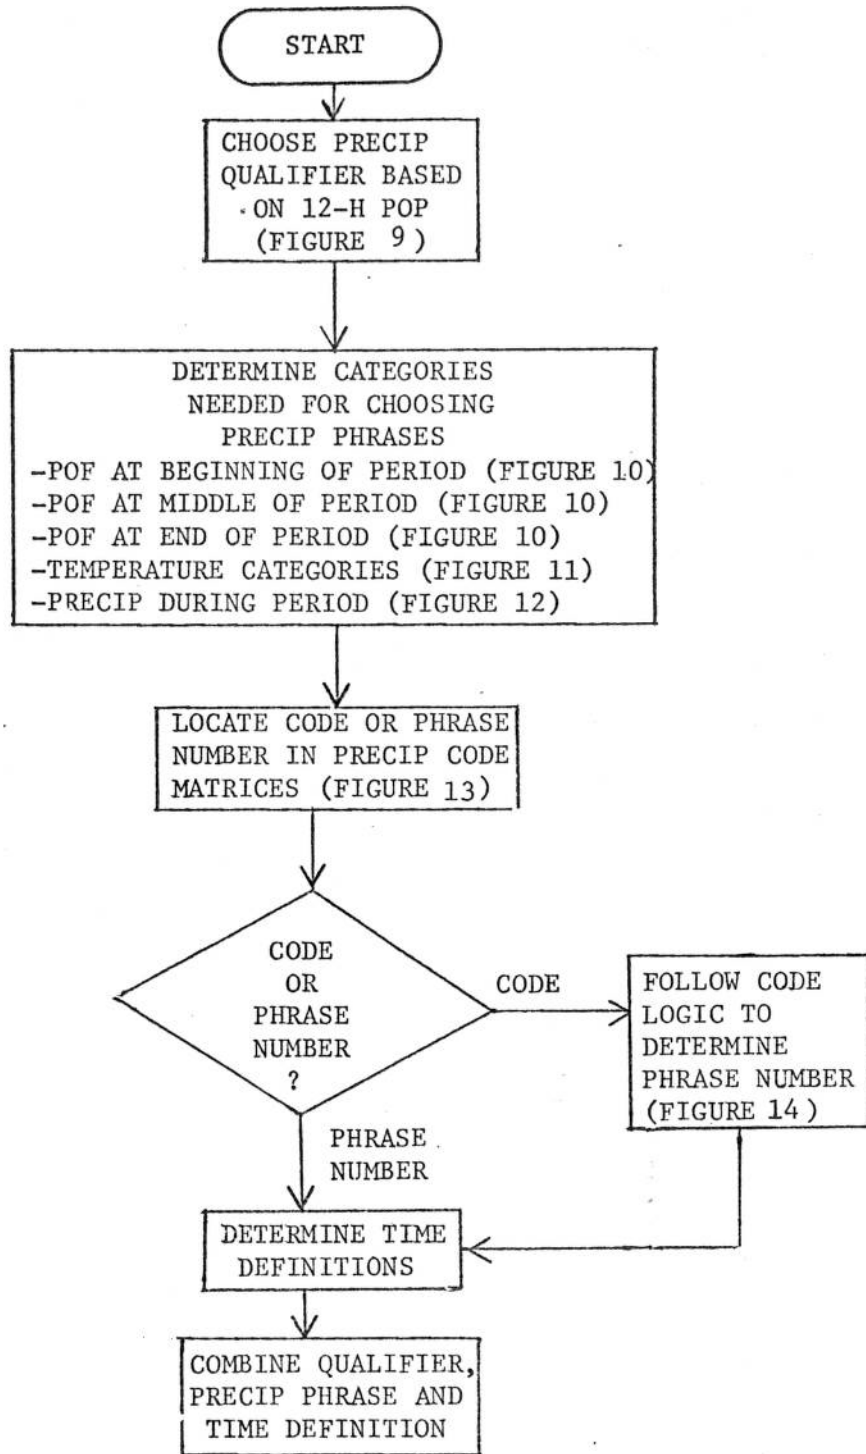 START
CHOOSE PRECIP
QUALIFIER BASED
ON 12-H POP
(FIGURE 9)
DETERMINE CATEGORIES
NEEDED FOR CHOOSING
PRECIP PHRASES
-POF AT BEGINNING OF PERIOD (FIGURE 10)
-POF AT MIDDLE OF PERIOD (FIGURE 10)
-POF AT END OF PERIOD (FIGURE 10)
-TEMPERATURE CATEGORIES (FIGURE 11)
-PRECIP DURING PERIOD (FIGURE 12)
LOCATE CODE OR PHRASE
NUMBER IN PRECIP CODE
MATRICES (FIGURE 13)
CODE
OR
PHRASE
NUMBER
?
CODE
FOLLOW CODE
LOGIC TO
DETERMINE
PHRASE NUMBER
(FIGURE 14)
PHRASE
NUMBER
DETERMINE TIME
DEFINITIONS
COMBINE QUALIFIER,
PRECIP PHRASE AND
TIME DEFINITION